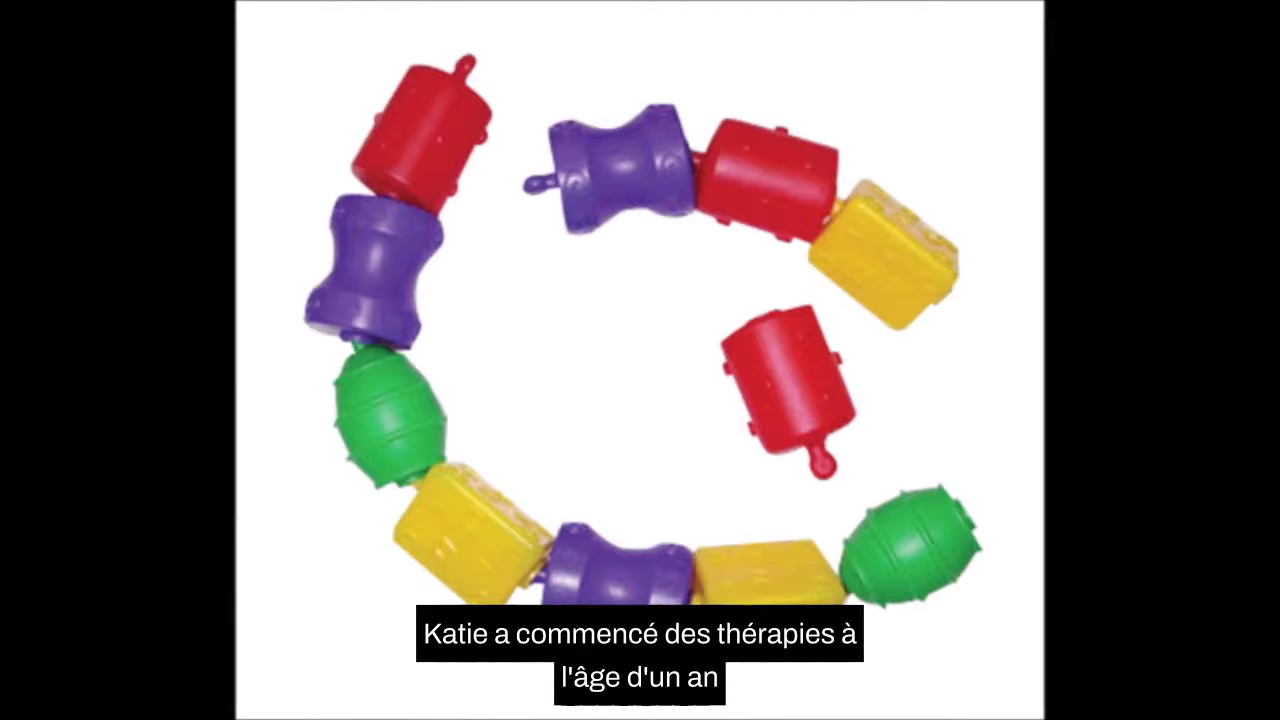 Katie a commencé des thérapies à
l'âge d'un an